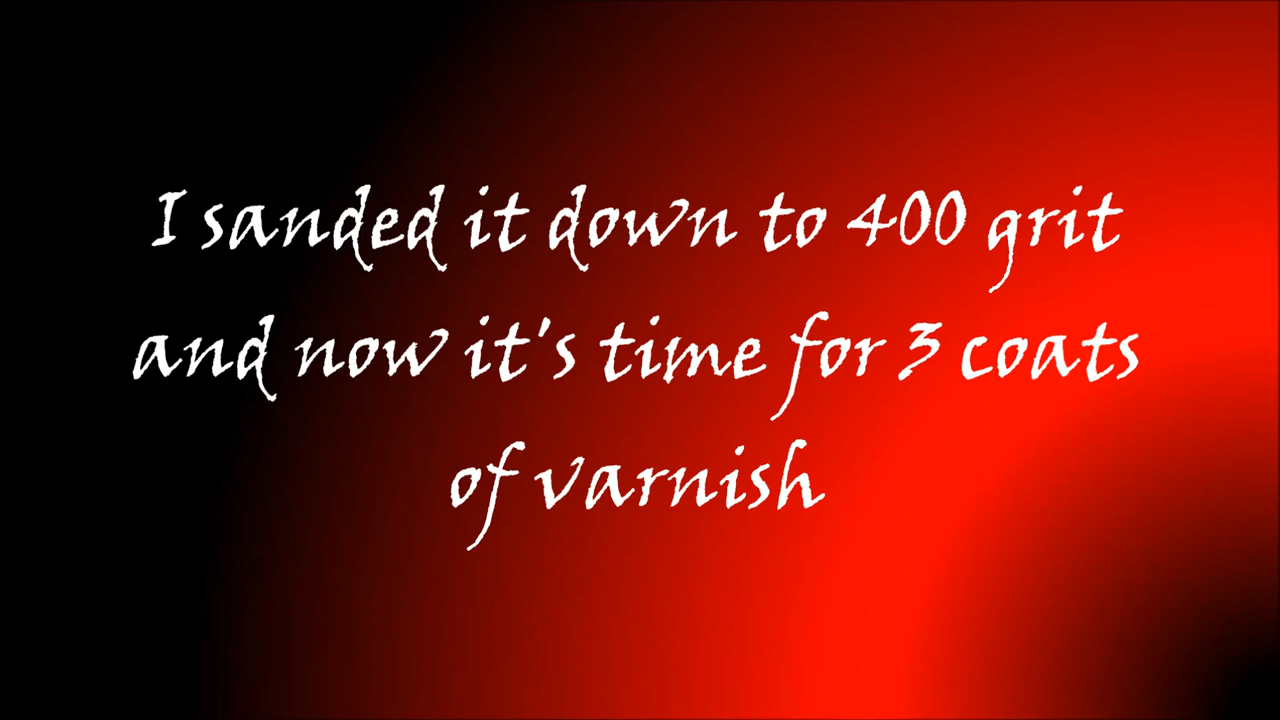 I sanded it down to 400 grit
and now it's time for 3 coats
of varnish